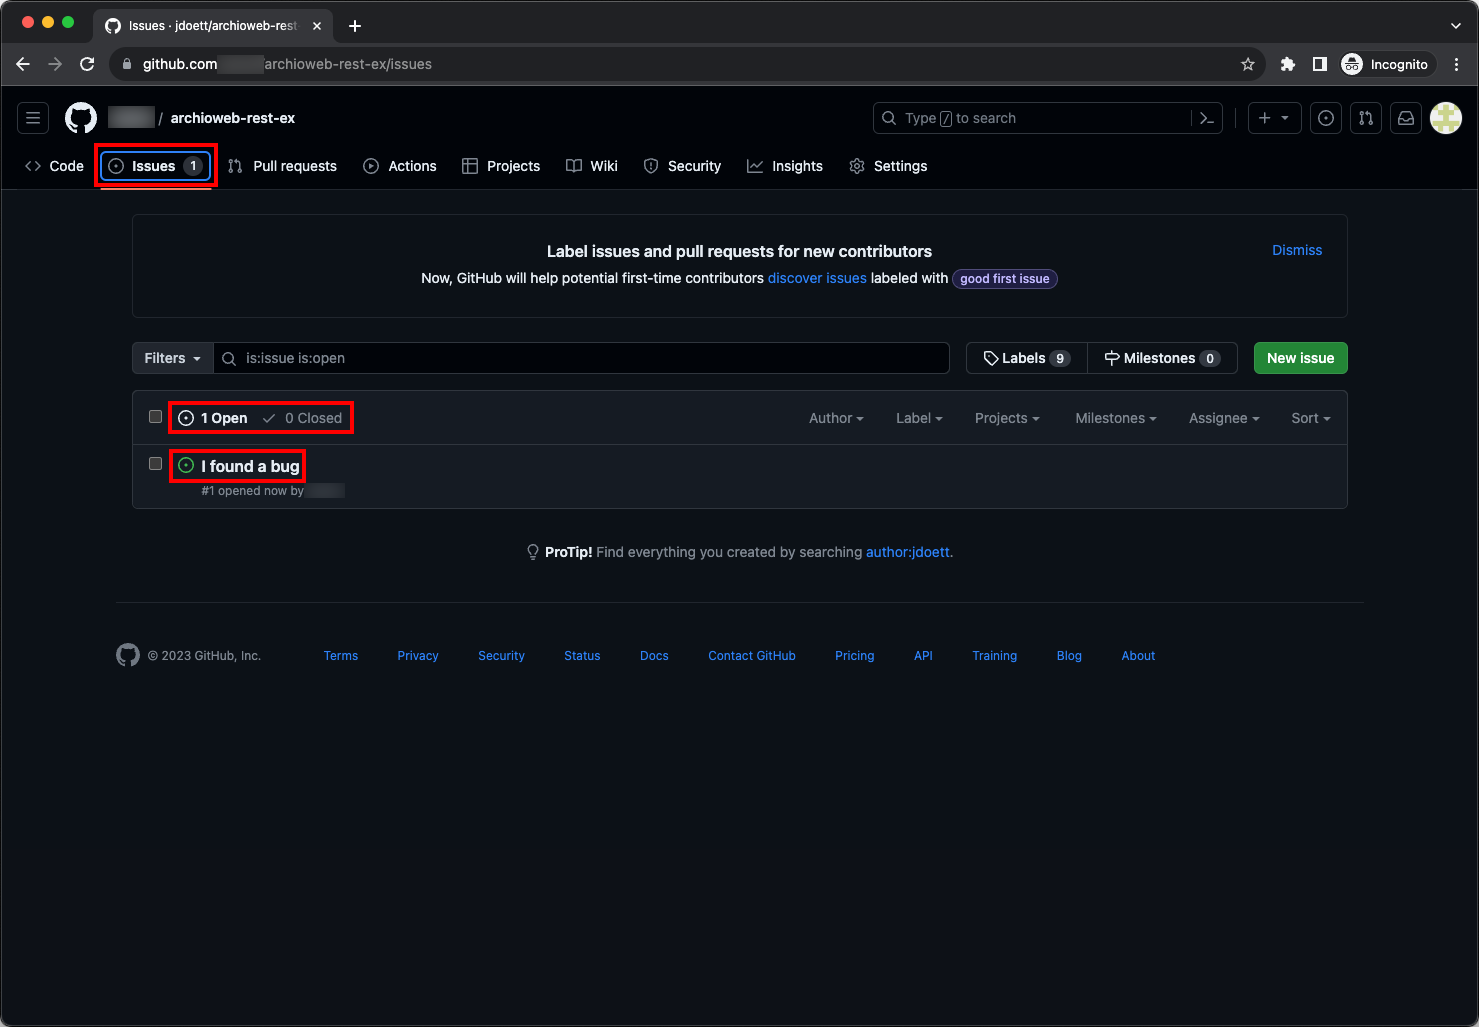 Issues · jdoett/archioweb-rest-
github.com archioweb-rest-ex/issues
Incognito
/ archioweb-rest-ex
Type / to search
Code Issues 1 Pull requests Actions Projects Wiki Security Insights Settings
Label issues and pull requests for new contributors
Dismiss
Now, GitHub will help potential first-time contributors discover issues labeled with good first issue
Filters is:issue is:open Labels 9 Milestones 0 New issue
1 Open 0 Closed Author Label Projects Milestones Assignee Sort
I found a bug
#1 opened now by
ProTip! Find everything you created by searching author:jdoett.
© 2023 GitHub, Inc. Terms Privacy Security Status Docs Contact GitHub Pricing API Training Blog About